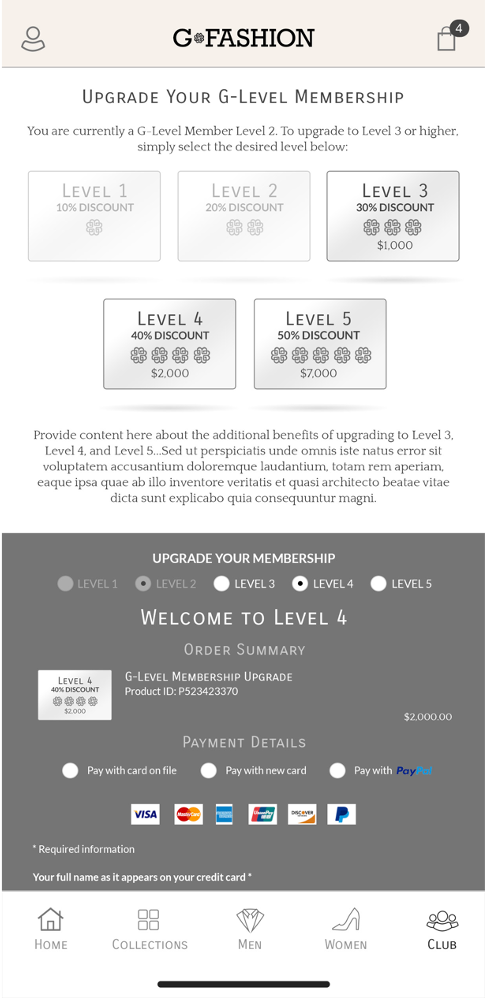 4
G FASHION
Upgrade Your G-Level Membership
You are currently a G-Level Member Level 2. To upgrade to Level 3 or higher,
simply select the desired level below:
Level 1
10% DISCOUNT
Level 2
20% DISCOUNT
Level 3
30% DISCOUNT
$1,000
Level 4
40% DISCOUNT
$2,000
Level 5
50% DISCOUNT
$7,000
Provide content here about the additional benefits of upgrading to Level 3,
Level 4, and Level 5...Sed ut perspiciatis unde omnis iste natus error sit
voluptatem accusantium doloremque laudantium, totam rem aperiam,
eaque ipsa quae ab illo inventore veritatis et quasi architecto beatae vitae
dicta sunt explicabo quia consequuntur magni.
UPGRADE YOUR MEMBERSHIP
LEVEL 1 LEVEL 2 LEVEL 3 LEVEL 4 LEVEL 5
Welcome to Level 4
Order Summary
Level 4
40% DISCOUNT
$2,000
G-Level Membership Upgrade
Product ID: P523423370
$2,000.00
Payment Details
Pay with card on file Pay with new card Pay with PayPal
VISA MasterCard UnionPay DISCOVER
* Required information
Your full name as it appears on your credit card *
Home Collections Men Women Club